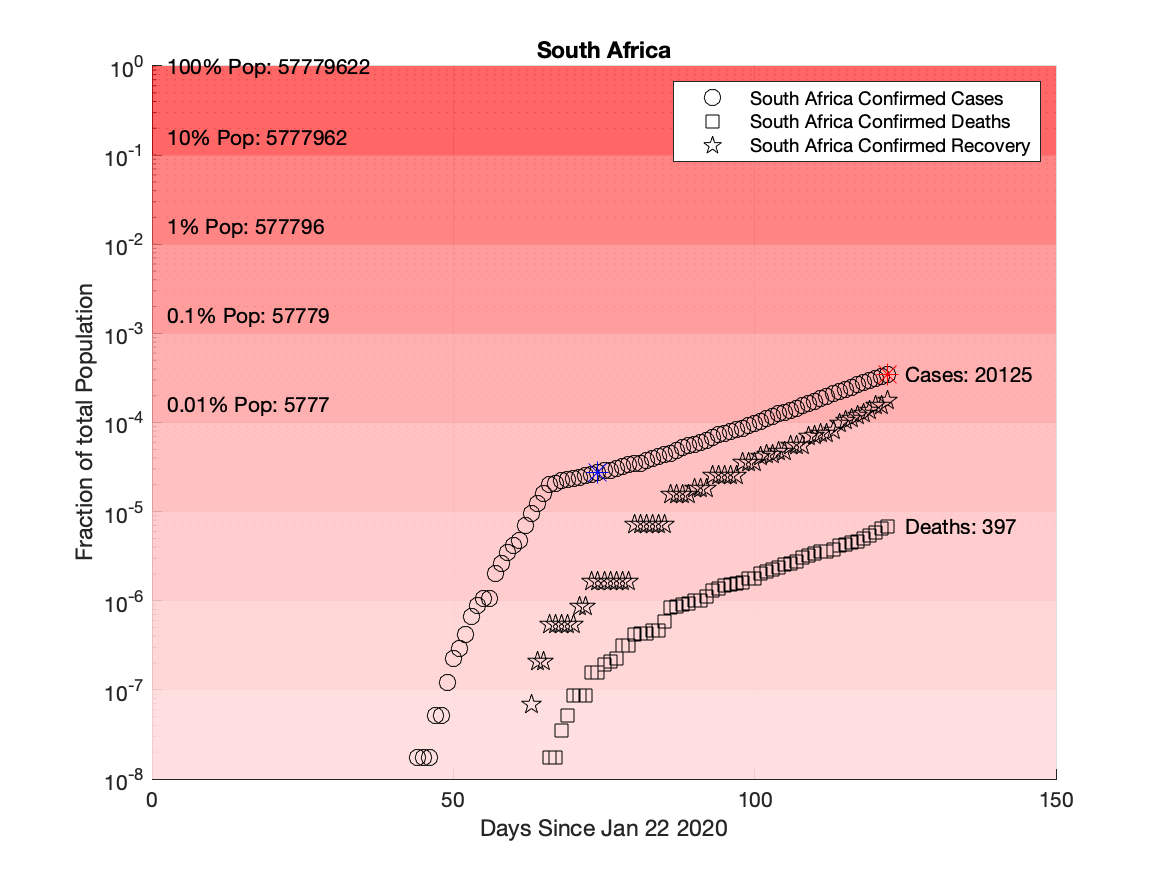 South Africa
10^0
100% Pop: 57779622
South Africa Confirmed Cases
South Africa Confirmed Deaths
South Africa Confirmed Recovery
10% Pop: 5777962
10^-1
1% Pop: 577796
10^-2
0.1% Pop: 57779
10^-3
Cases: 20125
0.01% Pop: 5777
10^-4
10^-5
Deaths: 397
10^-6
10^-7
10^-8
Fraction of total Population
0 50 100 150
Days Since Jan 22 2020